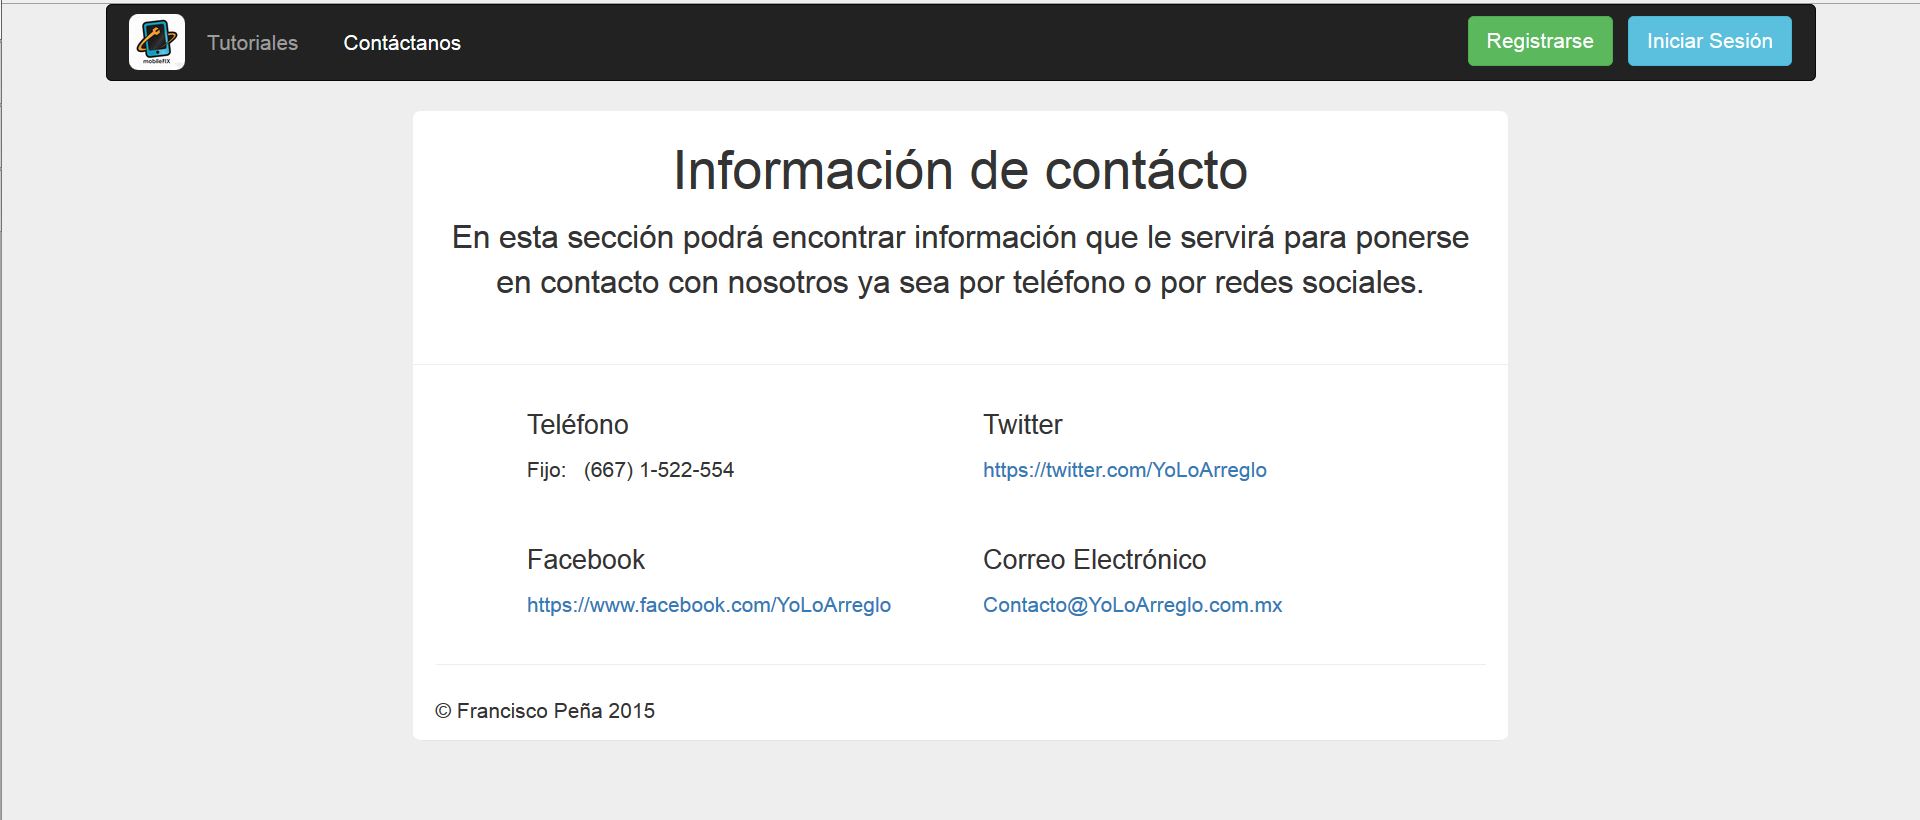 mobileFIX
Tutoriales
Contáctanos
Registrarse
Iniciar Sesión
Información de contácto
En esta sección podrá encontrar información que le servirá para ponerse
en contacto con nosotros ya sea por teléfono o por redes sociales.
Teléfono
Fijo: (667) 1-522-554
Twitter
https://twitter.com/YoLoArreglo
Facebook
https://www.facebook.com/YoLoArreglo
Correo Electrónico
Contacto@YoLoArreglo.com.mx
© Francisco Peña 2015